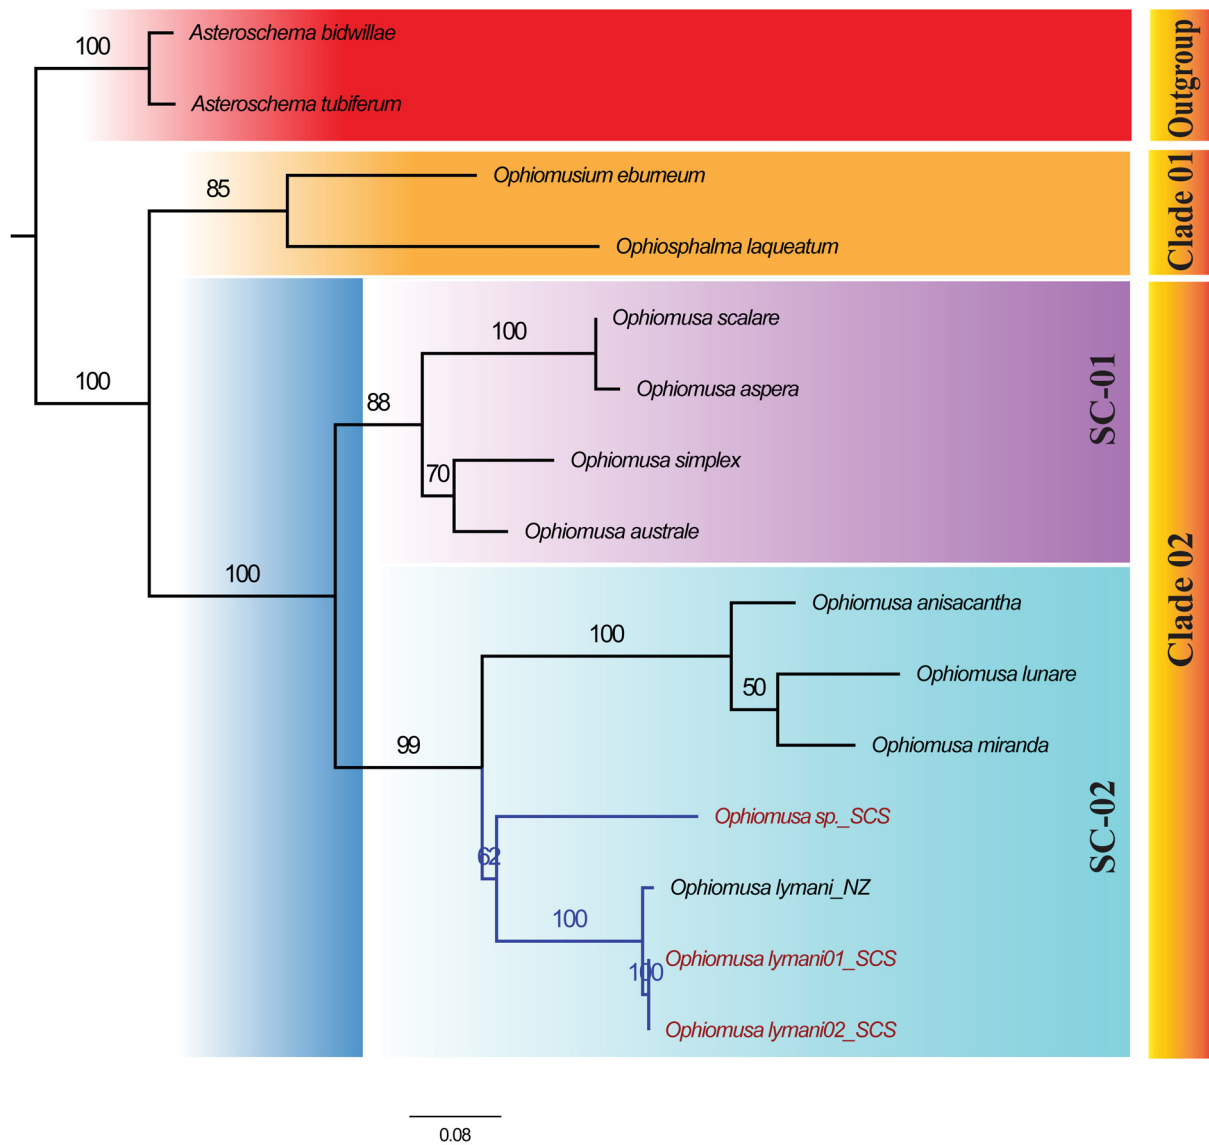 Asteroschema bidwillae
100
Asteroschema tubiferum
Outgroup
Ophiomusium eburneum
85
Ophiosphalma laqueatum
Clade 01
Ophiomusa scalare
100
100
Ophiomusa aspera
88
SC-01
Ophiomusa simplex
70
Ophiomusa australe
100
Ophiomusa anisacantha
100
Ophiomusa lunare
50
Ophiomusa miranda
99
Clade 02
Ophiomusa sp._SCS
62
SC-02
Ophiomusa lymani_NZ
100
Ophiomusa lymani01_SCS
100
Ophiomusa lymani02_SCS
0.08